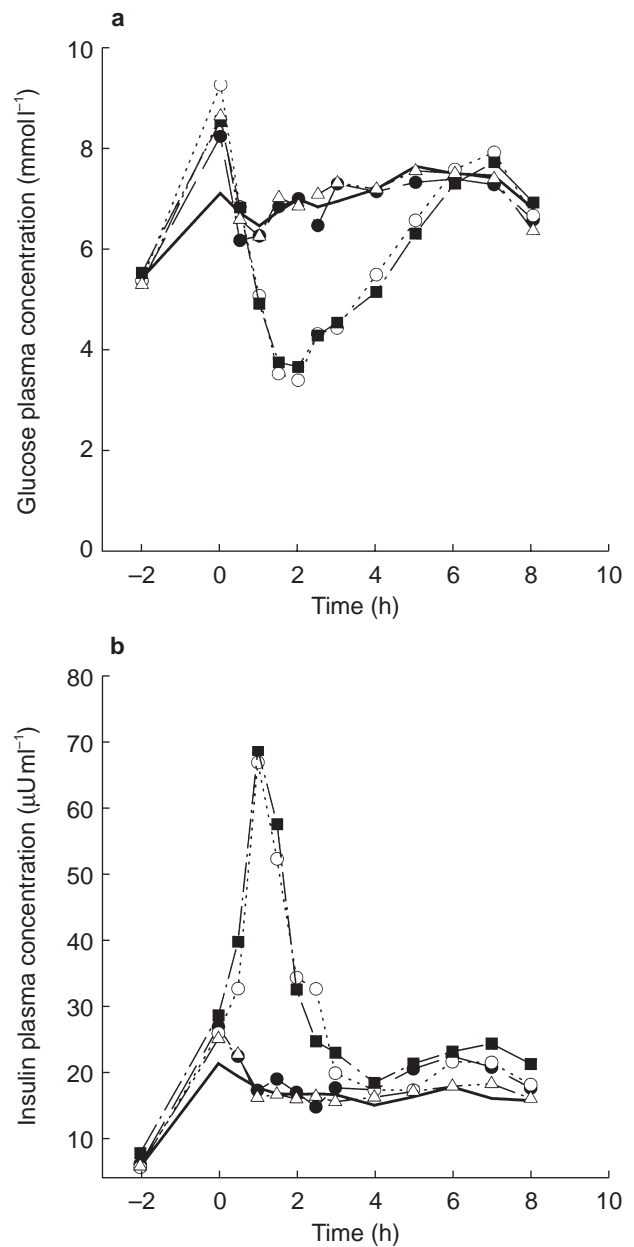 a
Glucose plasma concentration (mmol l⁻¹)
10
8
6
4
2
0
–2 0 2 4 6 8 10
Time (h)
b
Insulin plasma concentration (μU ml⁻¹)
80
70
60
50
40
30
20
10
–2 0 2 4 6 8 10
Time (h)